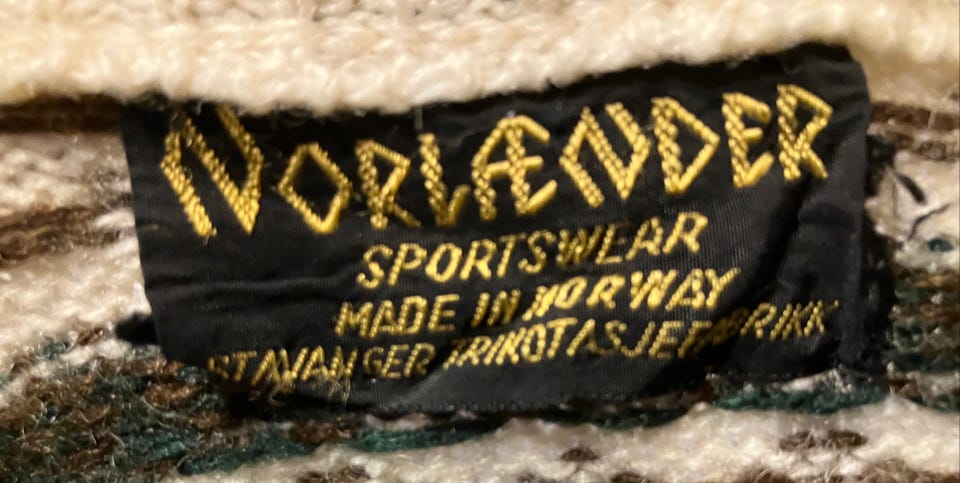 NORLÆNDER
SPORTSWEAR
MADE IN NORWAY
STAVANGER TRIKOTASJEFABRIKK